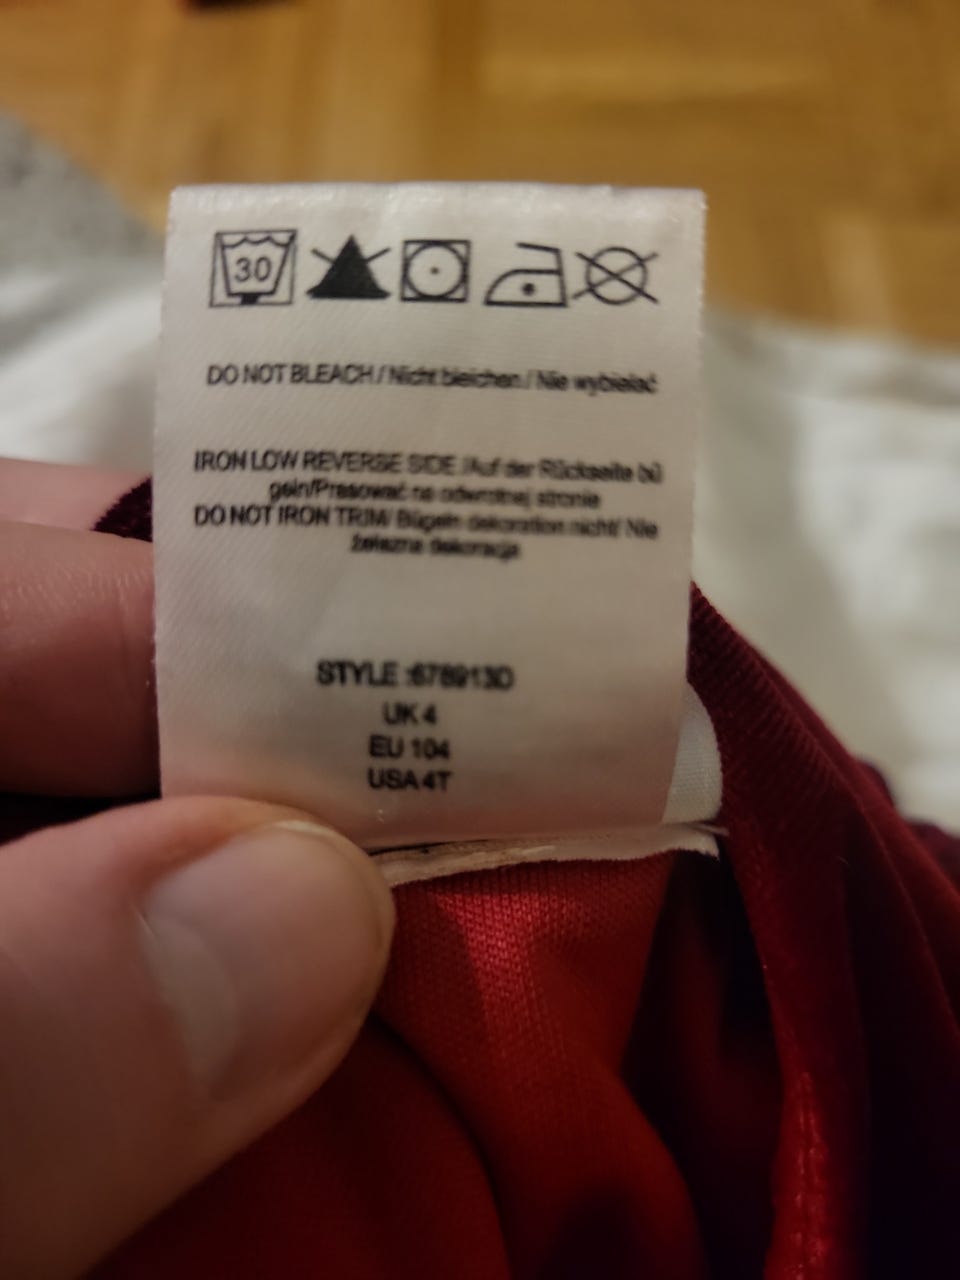 30
DO NOT BLEACH / Nicht bleichen / Nie wybielać
IRON LOW REVERSE SIDE /Auf der Rückseite bü
geln/Prasować na odwrotnej stronie
DO NOT IRON TRIM/ Bügeln dekoration nicht/ Nie
żelazna dekoracja
STYLE :678913D
UK 4
EU 104
USA 4T